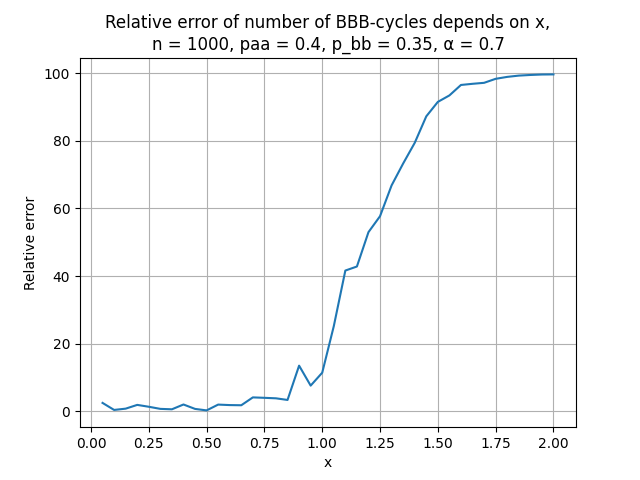 Relative error of number of BBB-cycles depends on x,
n = 1000, paa = 0.4, p_bb = 0.35, α = 0.7
100
80
60
40
20
0
Relative error
0.00 0.25 0.50 0.75 1.00 1.25 1.50 1.75 2.00
x